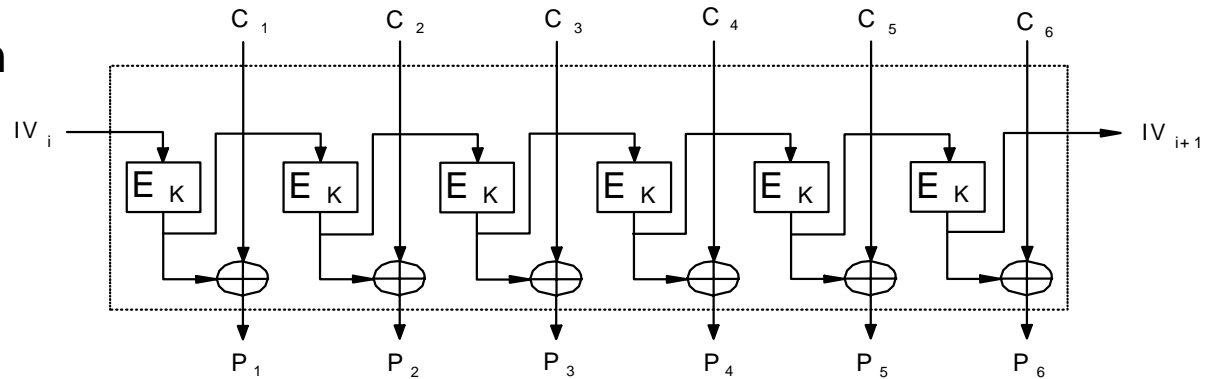 C 1 C 2 C 3 C 4 C 5 C 6
n
IV i IV i+1
E K E K E K E K E K E K
P 1 P 2 P 3 P 4 P 5 P 6